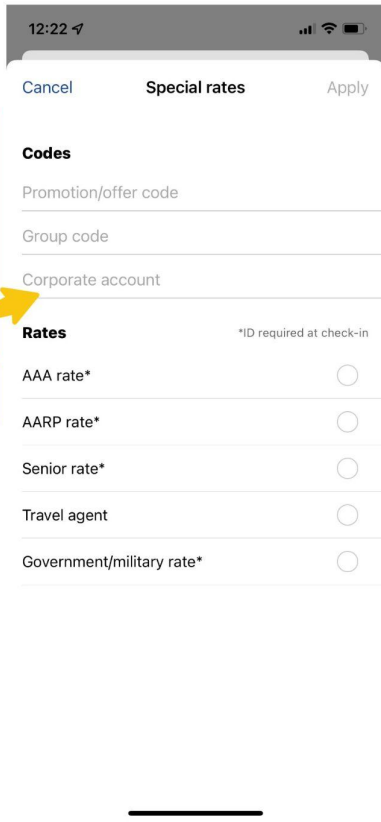 12:22
Cancel Special rates Apply
Codes
Promotion/offer code
Group code
Corporate account
Rates *ID required at check-in
AAA rate*
AARP rate*
Senior rate*
Travel agent
Government/military rate*